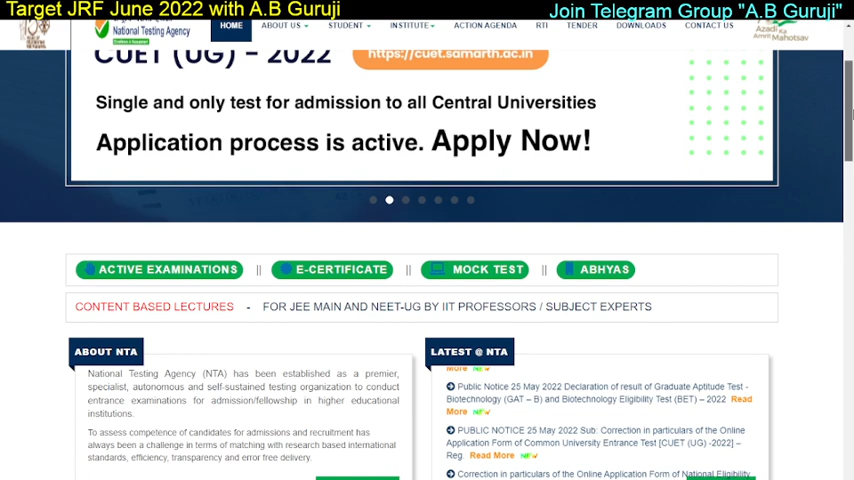 Target JRF June 2022 with A.B Guruji
Join Telegram Group "A.B Guruji"
National Testing Agency
HOME
ABOUT US
STUDENT
INSTITUTE
ACTION AGENDA
RTI
TENDER
DOWNLOADS
CONTACT US
Azadi
Ka
Amrit
Mahotsav
CUET (UG) - 2022
https://cuet.samarth.ac.in
Single and only test for admission to all Central Universities
Application process is active. Apply Now!
ACTIVE EXAMINATIONS || E-CERTIFICATE || MOCK TEST || ABHYAS
CONTENT BASED LECTURES - FOR JEE MAIN AND NEET-UG BY IIT PROFESSORS / SUBJECT EXPERTS
ABOUT NTA
National Testing Agency (NTA) has been established as a premier,
specialist, autonomous and self-sustained testing organization to conduct
entrance examinations for admission/fellowship in higher educational
institutions.
To assess competence of candidates for admissions and recruitment has
always been a challenge in terms of matching with research based international
standards, efficiency, transparency and error free delivery.
LATEST @ NTA
More NEW
Public Notice 25 May 2022 Declaration of result of Graduate Aptitude Test -
Biotechnology (GAT – B) and Biotechnology Eligibility Test (BET) – 2022 Read
More NEW
PUBLIC NOTICE 25 May 2022 Sub: Correction in particulars of the Online
Application Form of Common University Entrance Test [CUET (UG) -2022] –
Reg. Read More NEW
Correction in particulars of the Online Application Form of National Eligibility